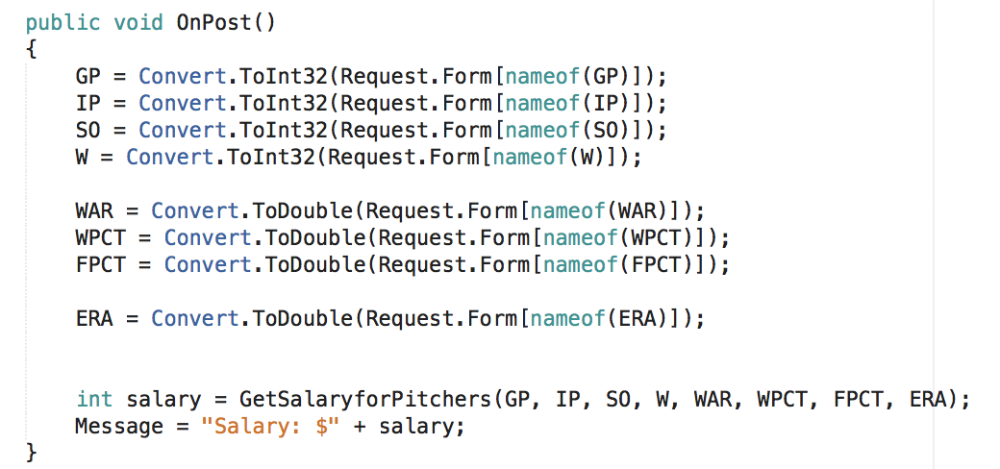 public void OnPost()
{
    GP = Convert.ToInt32(Request.Form[nameof(GP)]);
    IP = Convert.ToInt32(Request.Form[nameof(IP)]);
    SO = Convert.ToInt32(Request.Form[nameof(SO)]);
    W = Convert.ToInt32(Request.Form[nameof(W)]);

    WAR = Convert.ToDouble(Request.Form[nameof(WAR)]);
    WPCT = Convert.ToDouble(Request.Form[nameof(WPCT)]);
    FPCT = Convert.ToDouble(Request.Form[nameof(FPCT)]);

    ERA = Convert.ToDouble(Request.Form[nameof(ERA)]);


    int salary = GetSalaryforPitchers(GP, IP, SO, W, WAR, WPCT, FPCT, ERA);
    Message = "Salary: $" + salary;
}